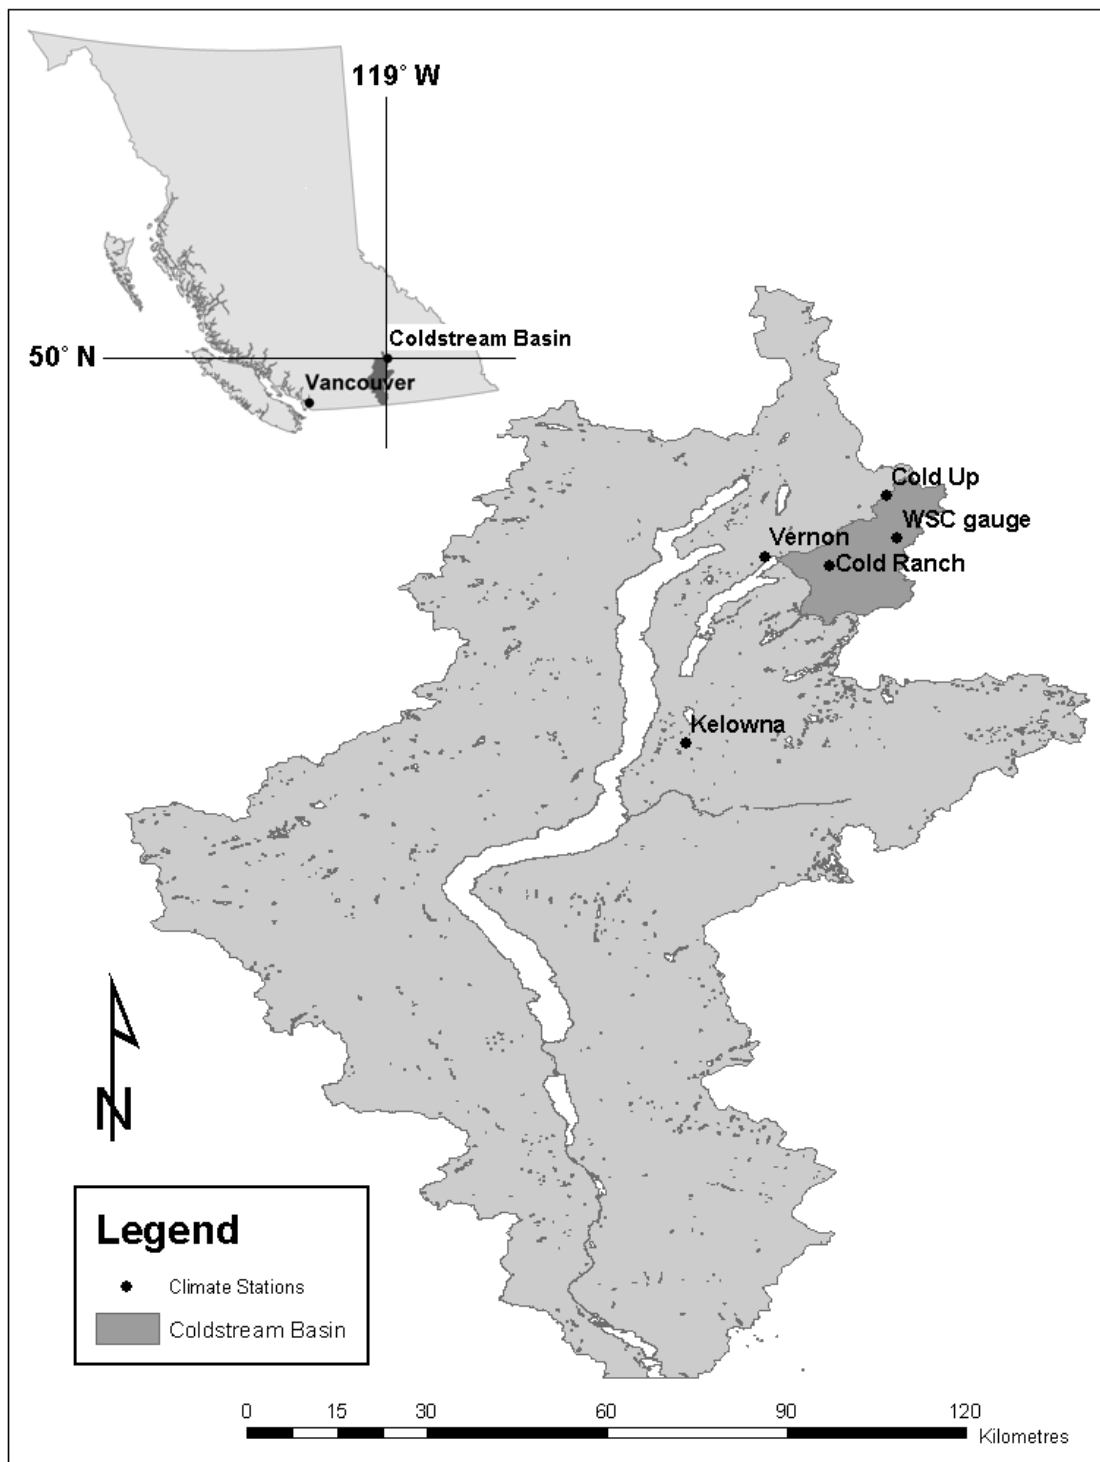 119° W
Coldstream Basin
50° N
Vancouver
Cold Up
WSC gauge
Vernon
Cold Ranch
Kelowna
N
Legend
Climate Stations
Coldstream Basin
0 15 30 60 90 120
Kilometres